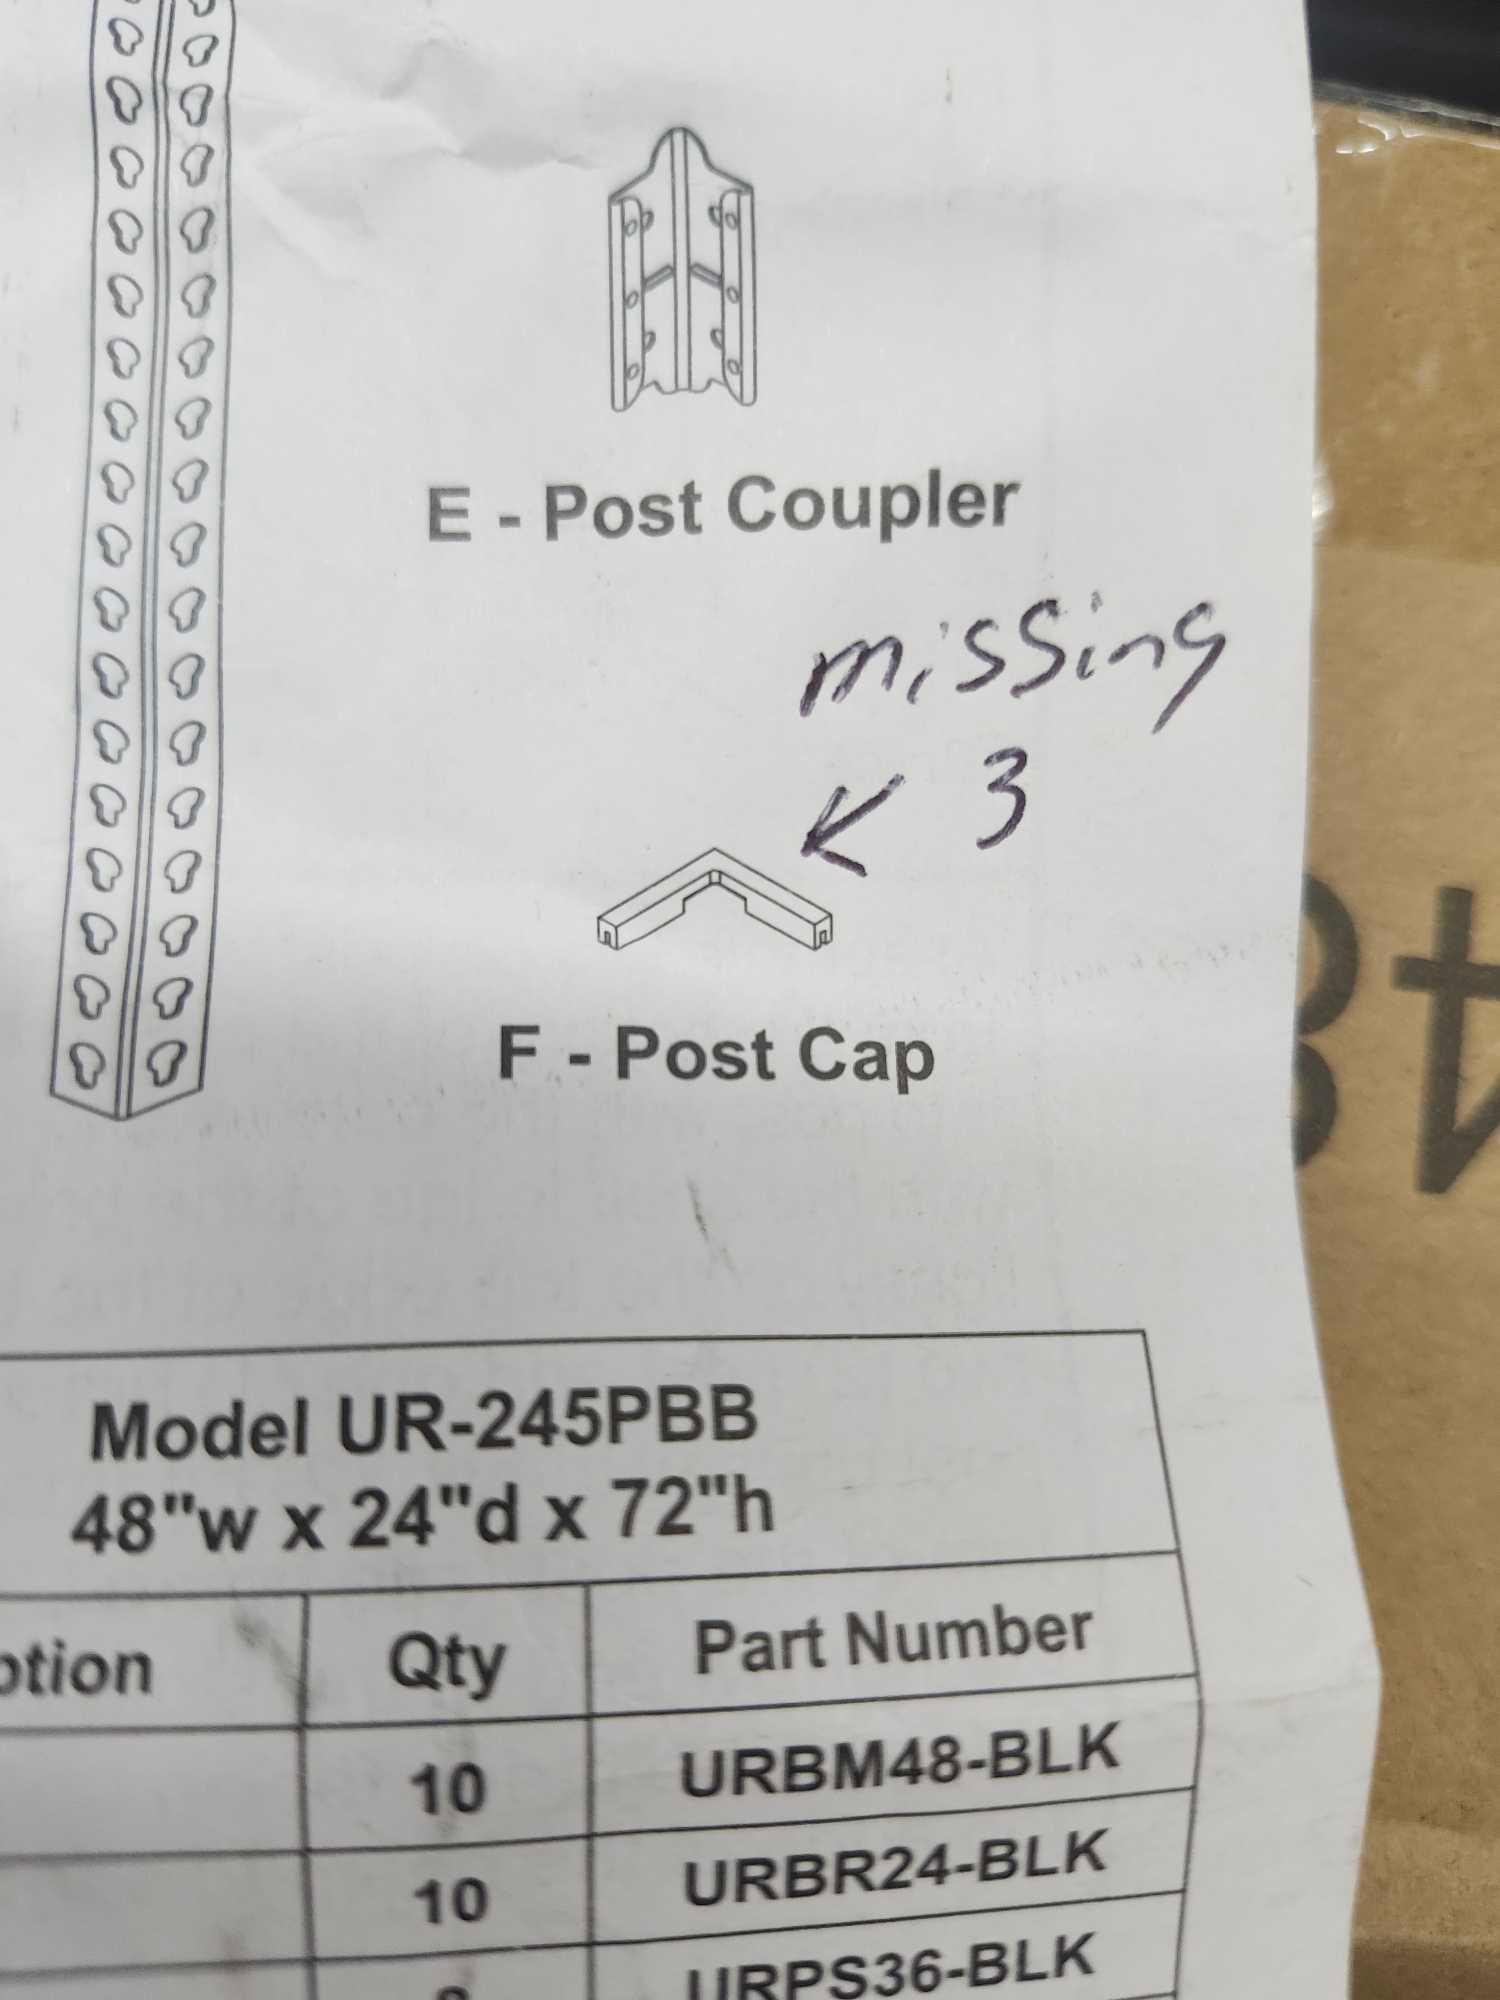 E - Post Coupler
missing
3
F - Post Cap
48
Model UR-245PBB
48"w x 24"d x 72"h
Qty
Part Number
10
URBM48-BLK
10
URBR24-BLK
URPS36-BLK